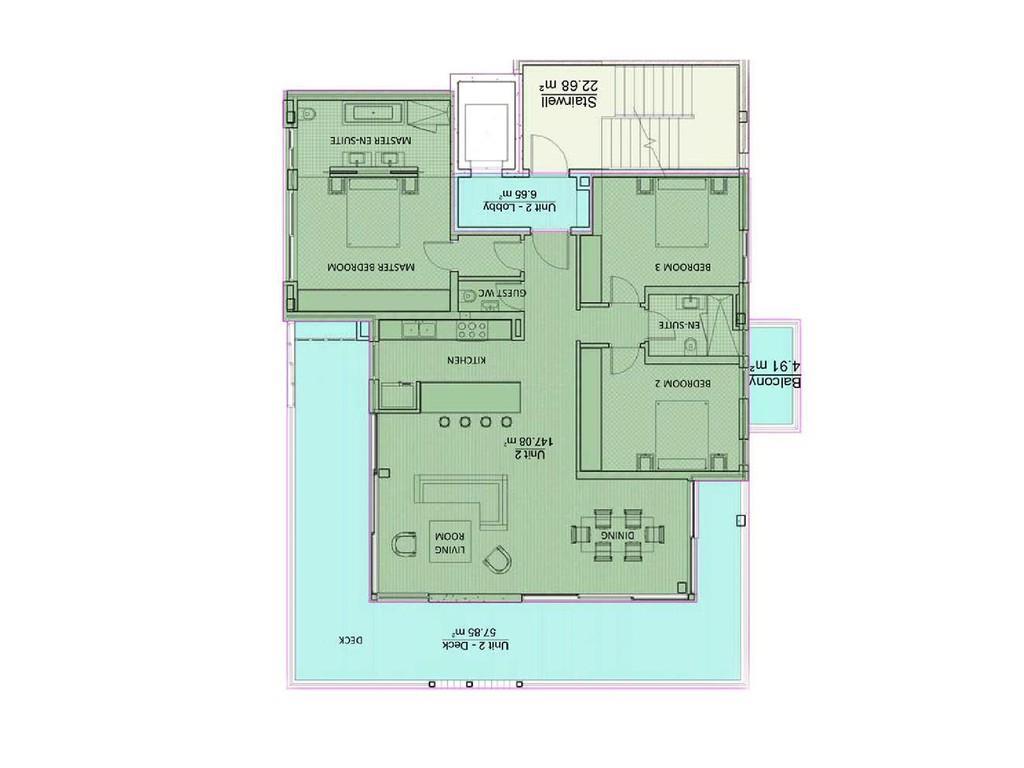 Stairwell
22.68 m²
MASTER EN-SUITE
Unit 2 - Lobby
6.65 m²
MASTER BEDROOM
BEDROOM 3
GUEST WC
EN-SUITE
KITCHEN
BEDROOM 2
Balcony
4.91 m²
Unit 2
147.08 m²
LIVING
ROOM
DINING
DECK
Unit 2 - Deck
57.85 m²